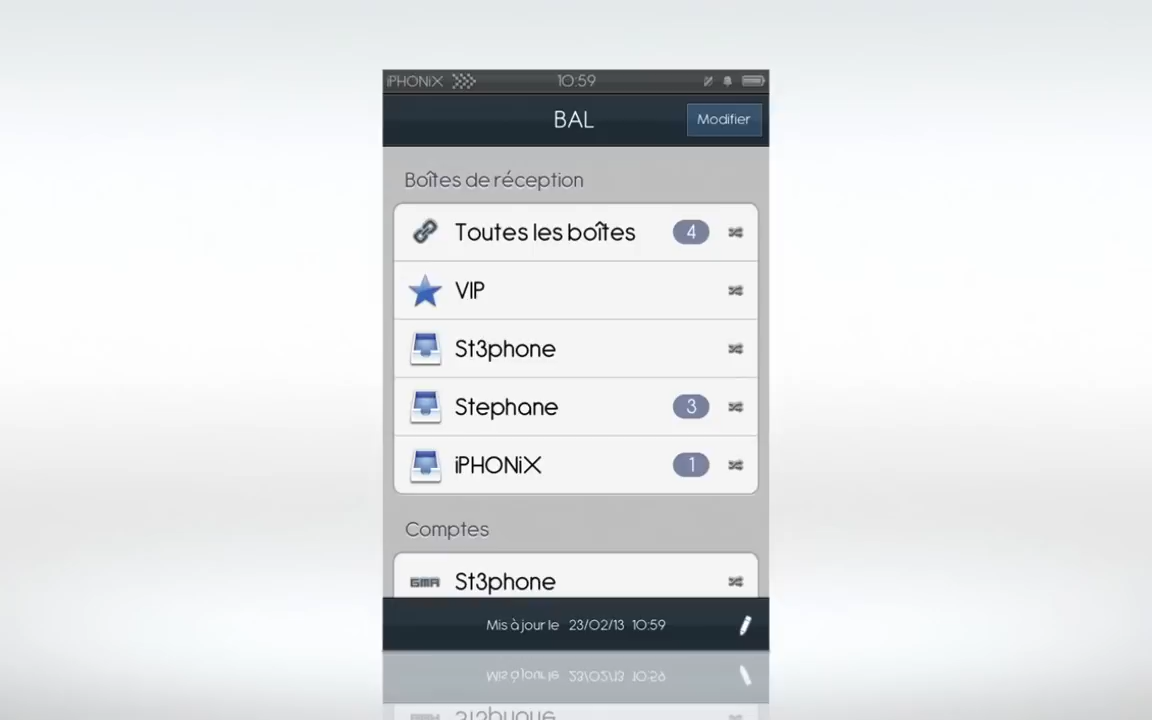 iPHONiX 10:59
BAL Modifier
Boîtes de réception
Toutes les boîtes 4
VIP
St3phone
Stephane 3
iPHONiX 1
Comptes
GMA St3phone
Mis à jour le 23/02/13 10:59